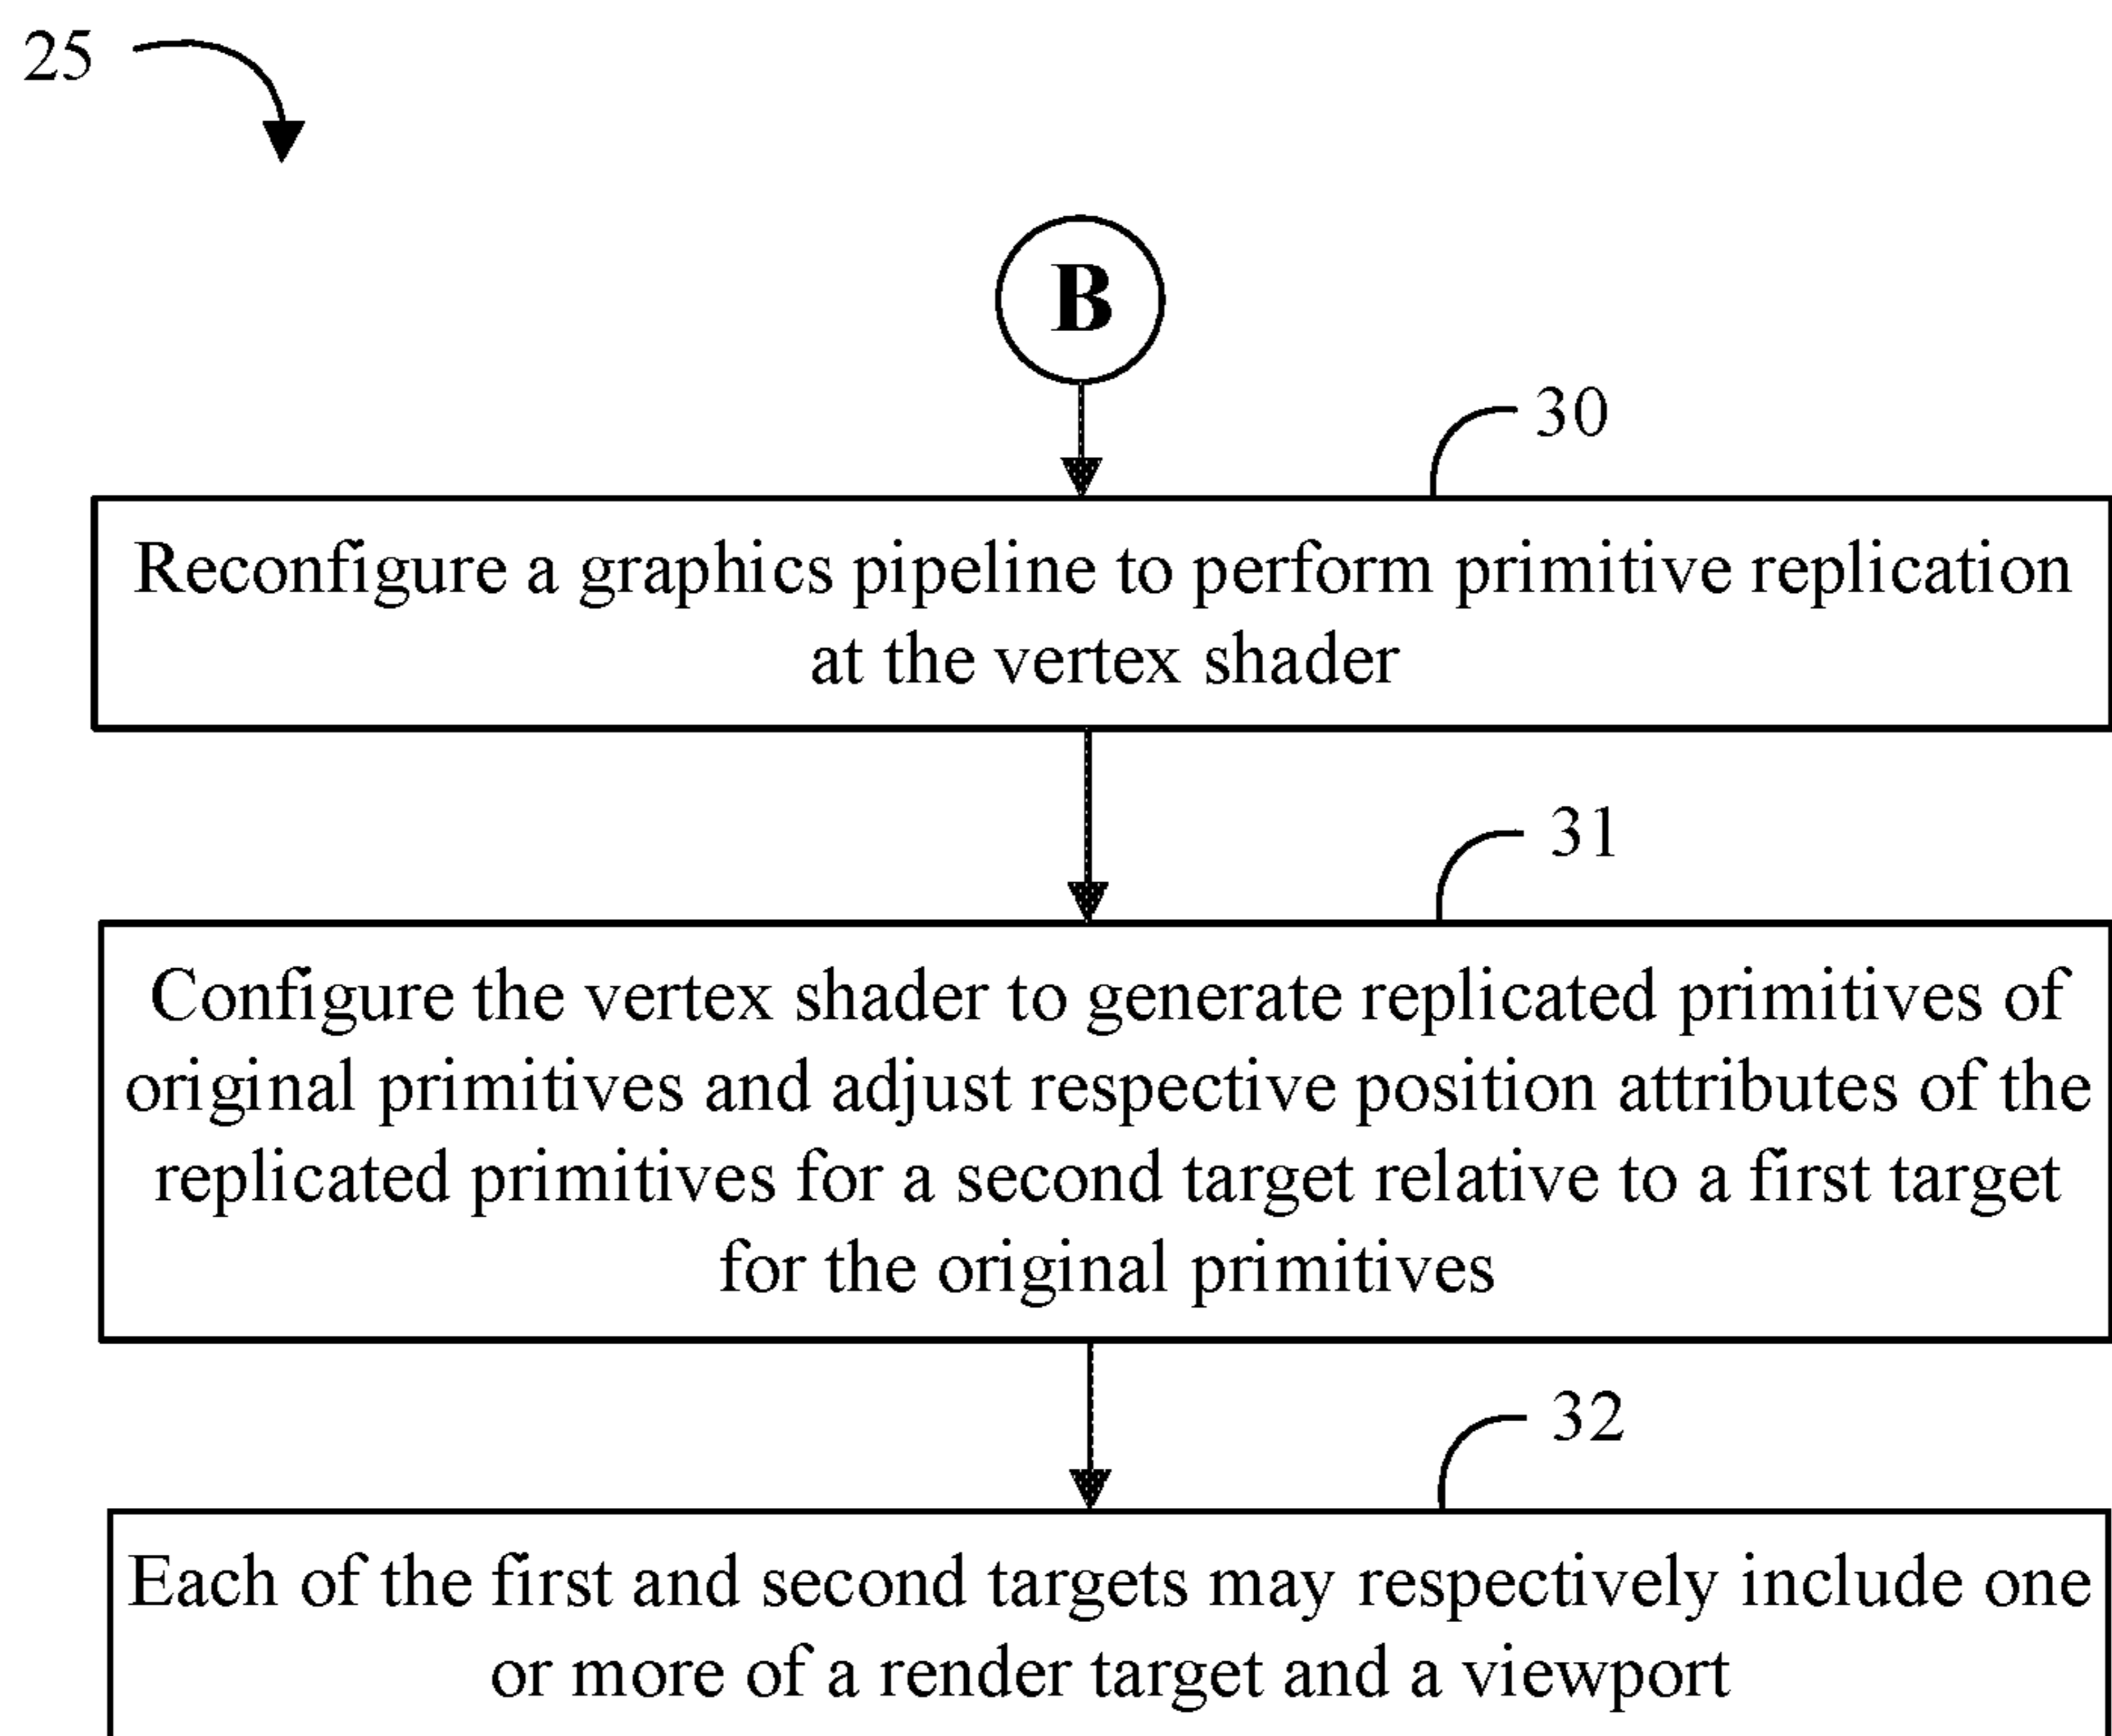 25
B
30
Reconfigure a graphics pipeline to perform primitive replication
at the vertex shader
31
Configure the vertex shader to generate replicated primitives of
original primitives and adjust respective position attributes of the
replicated primitives for a second target relative to a first target
for the original primitives
32
Each of the first and second targets may respectively include one
or more of a render target and a viewport